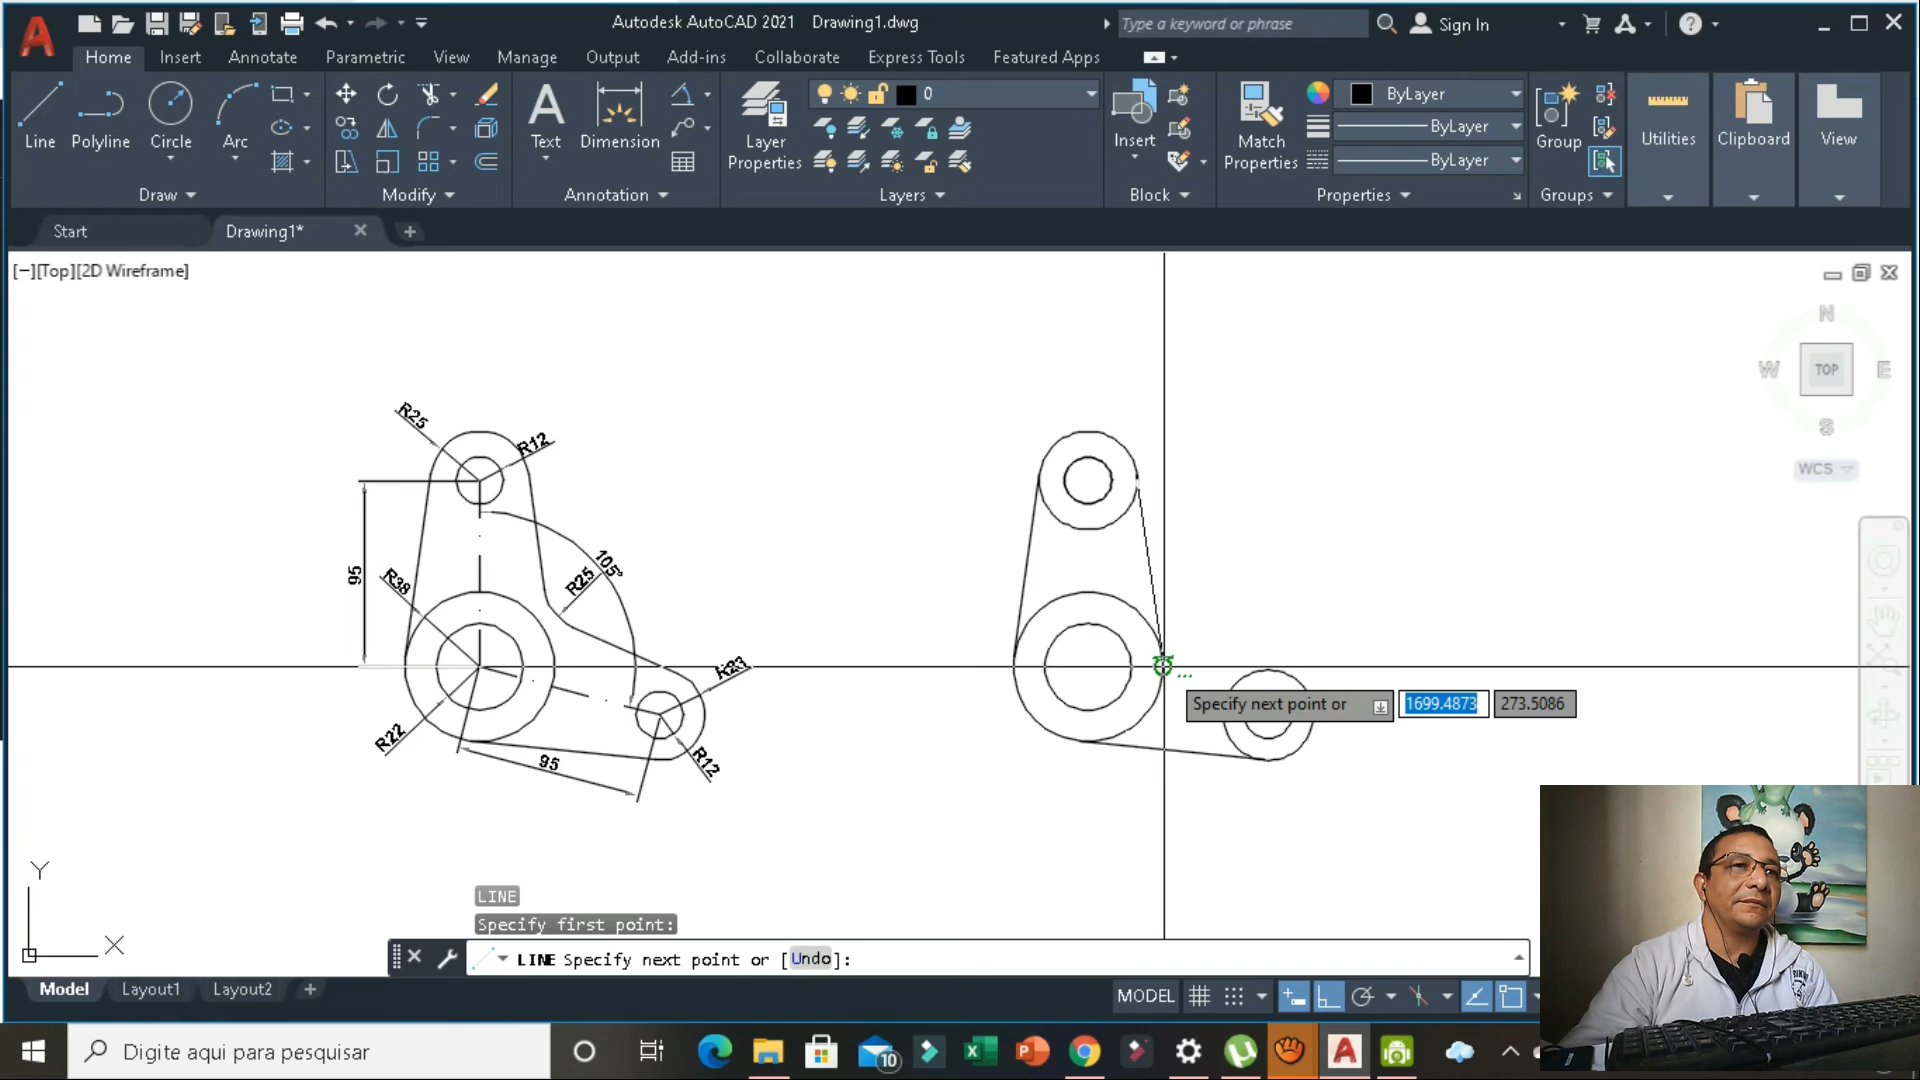 Autodesk AutoCAD 2021 Drawing1.dwg
Type a keyword or phrase
Sign In
Home Insert Annotate Parametric View Manage Output Add-ins Collaborate Express Tools Featured Apps
Line Polyline Circle Arc
Text Dimension
Layer Properties
0
Insert
Match Properties
ByLayer
ByLayer
ByLayer
Group
Utilities
Clipboard
View
Draw
Modify
Annotation
Layers
Block
Properties
Groups
Start Drawing1*
[−][Top][2D Wireframe]
N
W TOP E
S
WCS
R25
R12
105°
R25
R38
95
R23
R22
R12
95
Specify next point or 1699.4873 273.5086
Y
X
LINE
Specify first point:
LINE Specify next point or [Undo]:
Model Layout1 Layout2
MODEL
Digite aqui para pesquisar
10